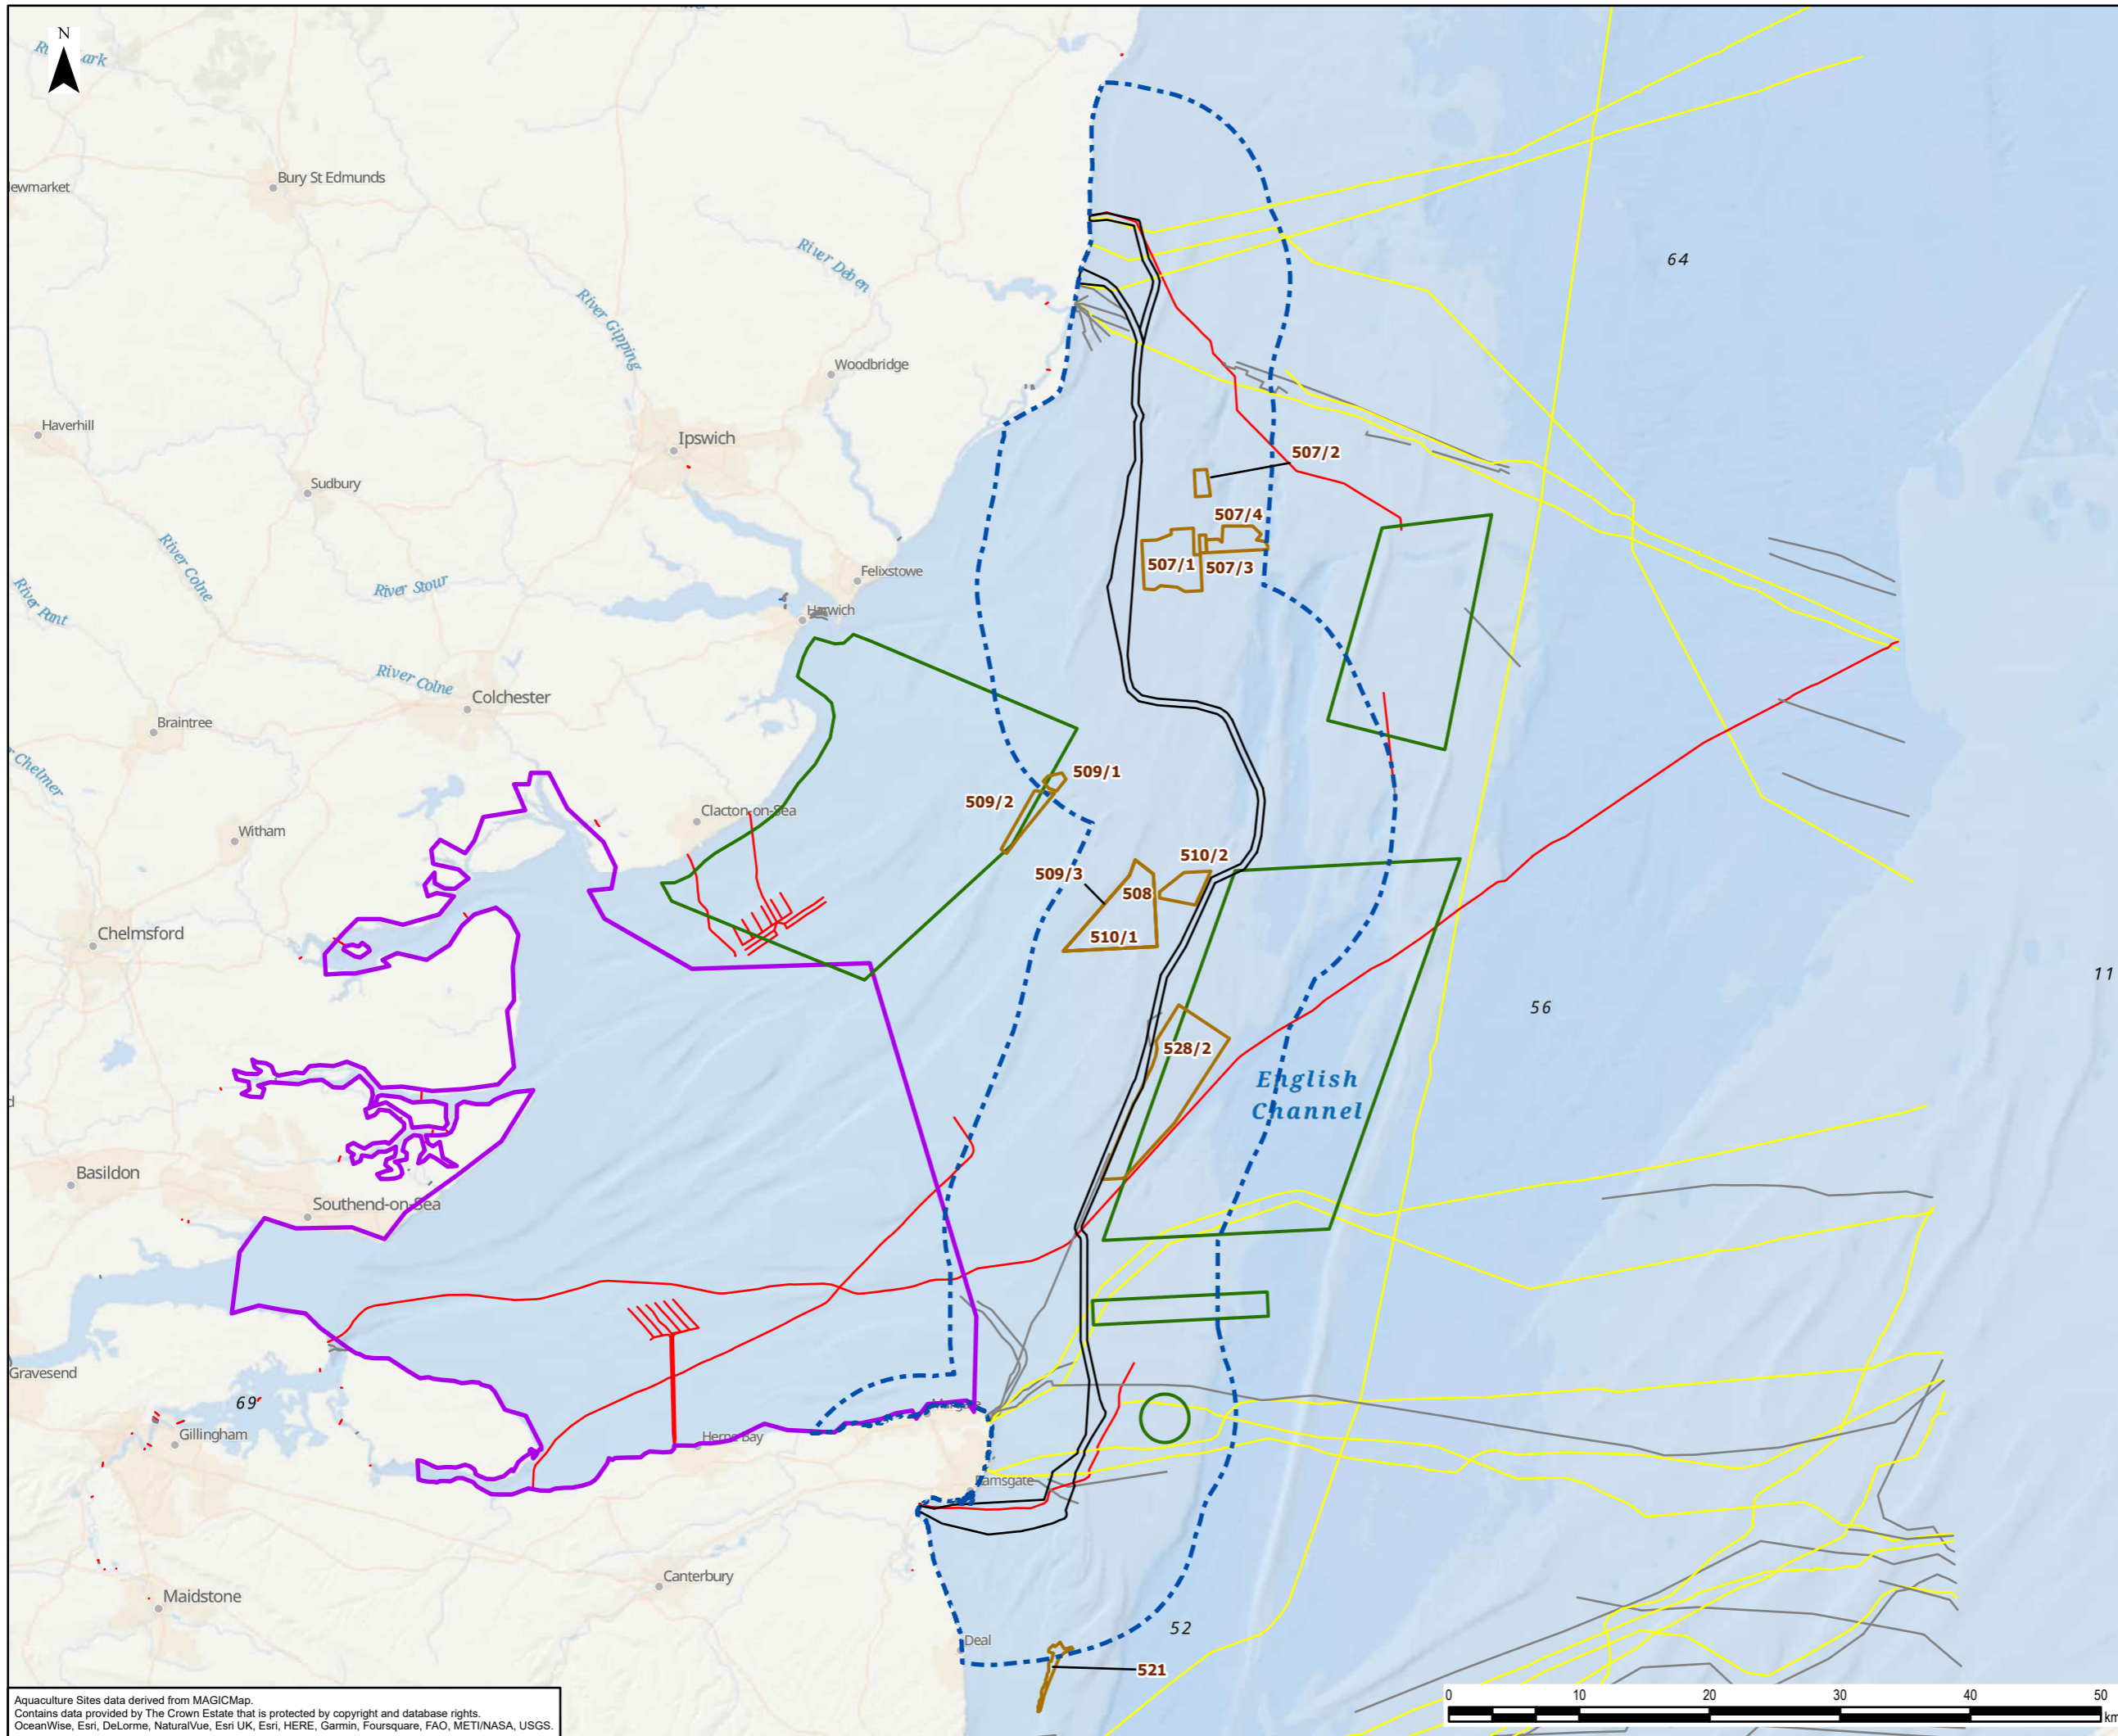 N
Bury St Edmunds
ewmarket
River Deben
64
River Gipping
Woodbridge
Haverhill
Ipswich
507/2
Sudbury
507/4
River Colne
507/1
507/3
River Stour
Felixstowe
River Pant
Harwich
River Colne
Colchester
Braintree
r Chelmer
509/1
509/2
Clacton-on-Sea
Witham
510/2
509/3
508
Chelmsford
510/1
11
56
528/2
English
Channel
Basildon
Southend-on-Sea
Gravesend
69
Margate
Gillingham
Herne Bay
Ramsgate
Canterbury
Maidstone
52
Deal
521
0 10 20 30 40 50
km
Aquaculture Sites data derived from MAGICMap.
Contains data provided by The Crown Estate that is protected by copyright and database rights.
OceanWise, Esri, DeLorme, NaturalVue, Esri UK, Esri, HERE, Garmin, Foursquare, FAO, METI/NASA, USGS.